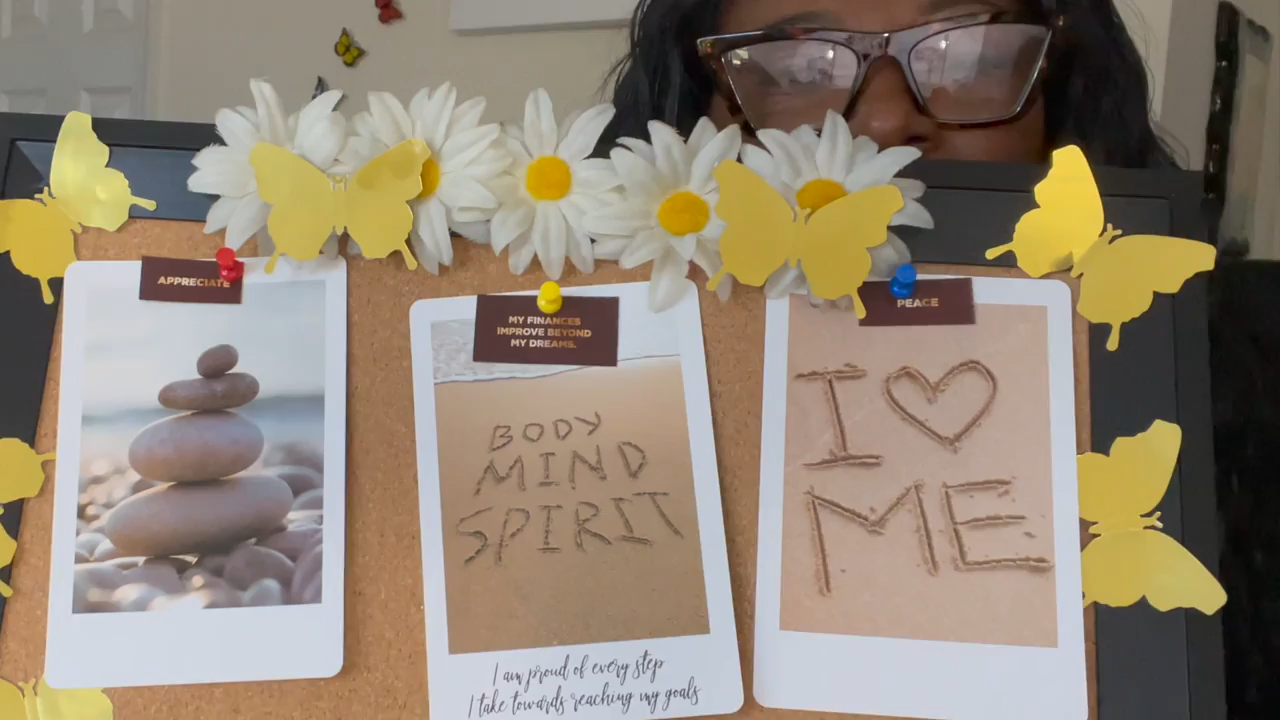 APPRECIATE
MY FINANCES
IMPROVE BEYOND
MY DREAMS.
BODY
MIND
SPIRIT
I am proud of every step
I take towards reaching my goals
PEACE
I ♥
ME